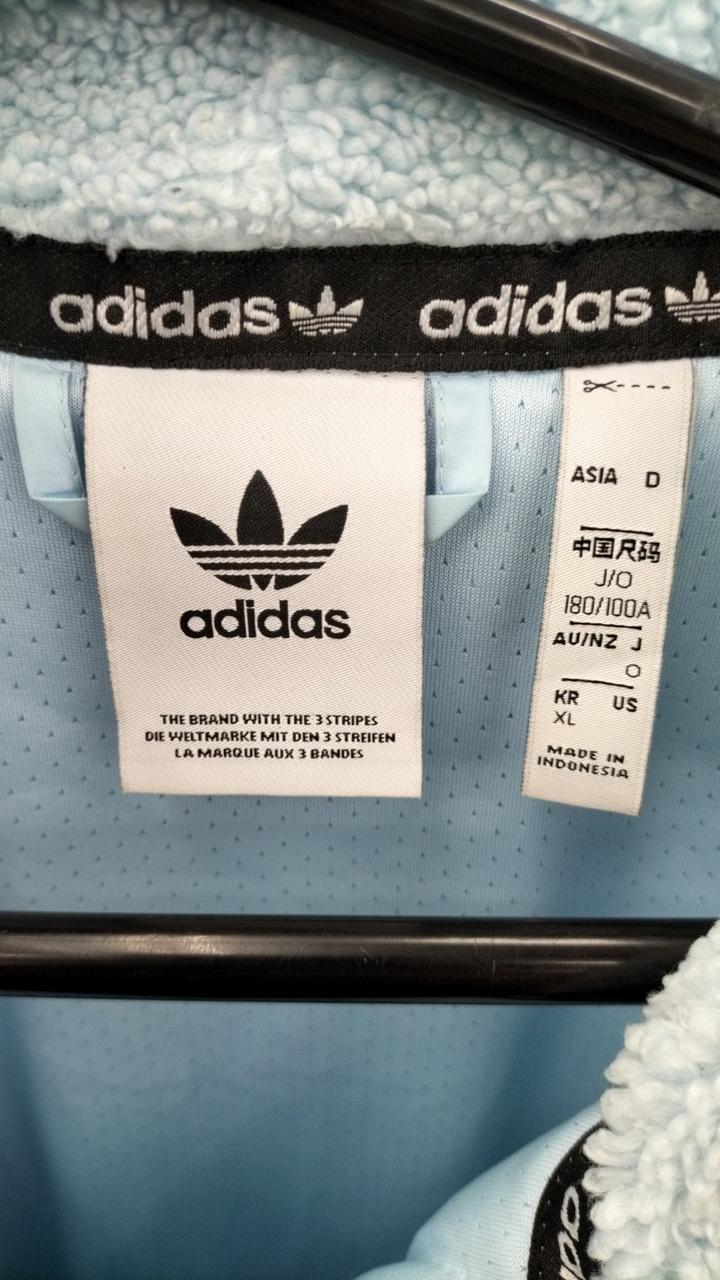 adidas adidas
adidas
THE BRAND WITH THE 3 STRIPES
DIE WELTMARKE MIT DEN 3 STREIFEN
LA MARQUE AUX 3 BANDES
ASIA D
中国尺码
J/O
180/100A
AU/NZ J
O
KR US
XL
MADE IN
INDONESIA